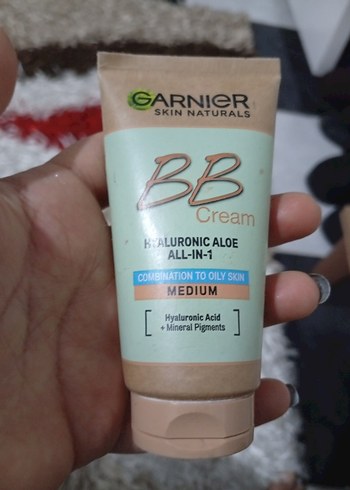 GARNIER
SKIN NATURALS
BB
Cream
HYALURONIC ALOE
ALL-IN-1
COMBINATION TO OILY SKIN
MEDIUM
Hyaluronic Acid
+ Mineral Pigments